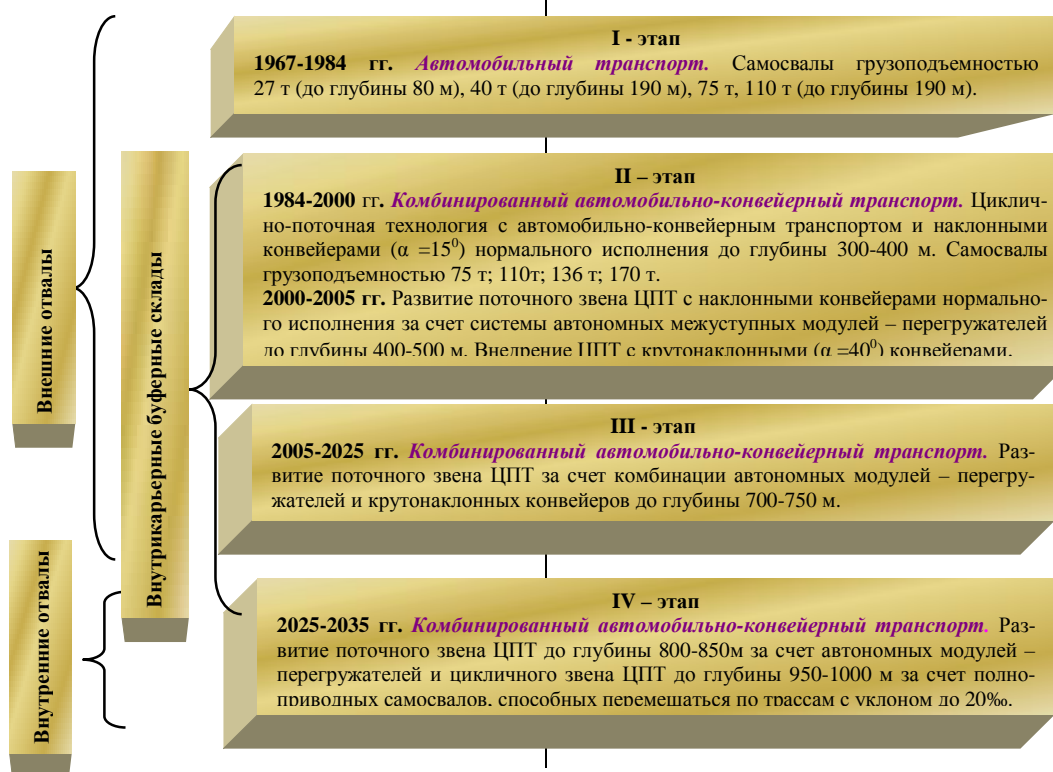 I - этап
1967-1984 гг. Автомобильный транспорт. Самосвалы грузоподъемностью
27 т (до глубины 80 м), 40 т (до глубины 190 м), 75 т, 110 т (до глубины 190 м).
II – этап
1984-2000 гг. Комбинированный автомобильно-конвейерный транспорт. Циклич-
но-поточная технология с автомобильно-конвейерным транспортом и наклонными
конвейерами (α =15⁰) нормального исполнения до глубины 300-400 м. Самосвалы
грузоподъемностью 75 т; 110т; 136 т; 170 т.
2000-2005 гг. Развитие поточного звена ЦПТ с наклонными конвейерами нормально-
го исполнения за счет системы автономных межуступных модулей – перегружателей
до глубины 400-500 м. Внедрение ЦПТ с крутонаклонными (α =40⁰) конвейерами.
III - этап
2005-2025 гг. Комбинированный автомобильно-конвейерный транспорт. Раз-
витие поточного звена ЦПТ за счет комбинации автономных модулей – перегру-
жателей и крутонаклонных конвейеров до глубины 700-750 м.
IV – этап
2025-2035 гг. Комбинированный автомобильно-конвейерный транспорт. Раз-
витие поточного звена ЦПТ до глубины 800-850м за счет автономных модулей –
перегружателей и цикличного звена ЦПТ до глубины 950-1000 м за счет полно-
приводных самосвалов, способных перемещаться по трассам с уклоном до 20‰.
Внешние отвалы
Внутрикарьерные буферные склады
Внутренние отвалы